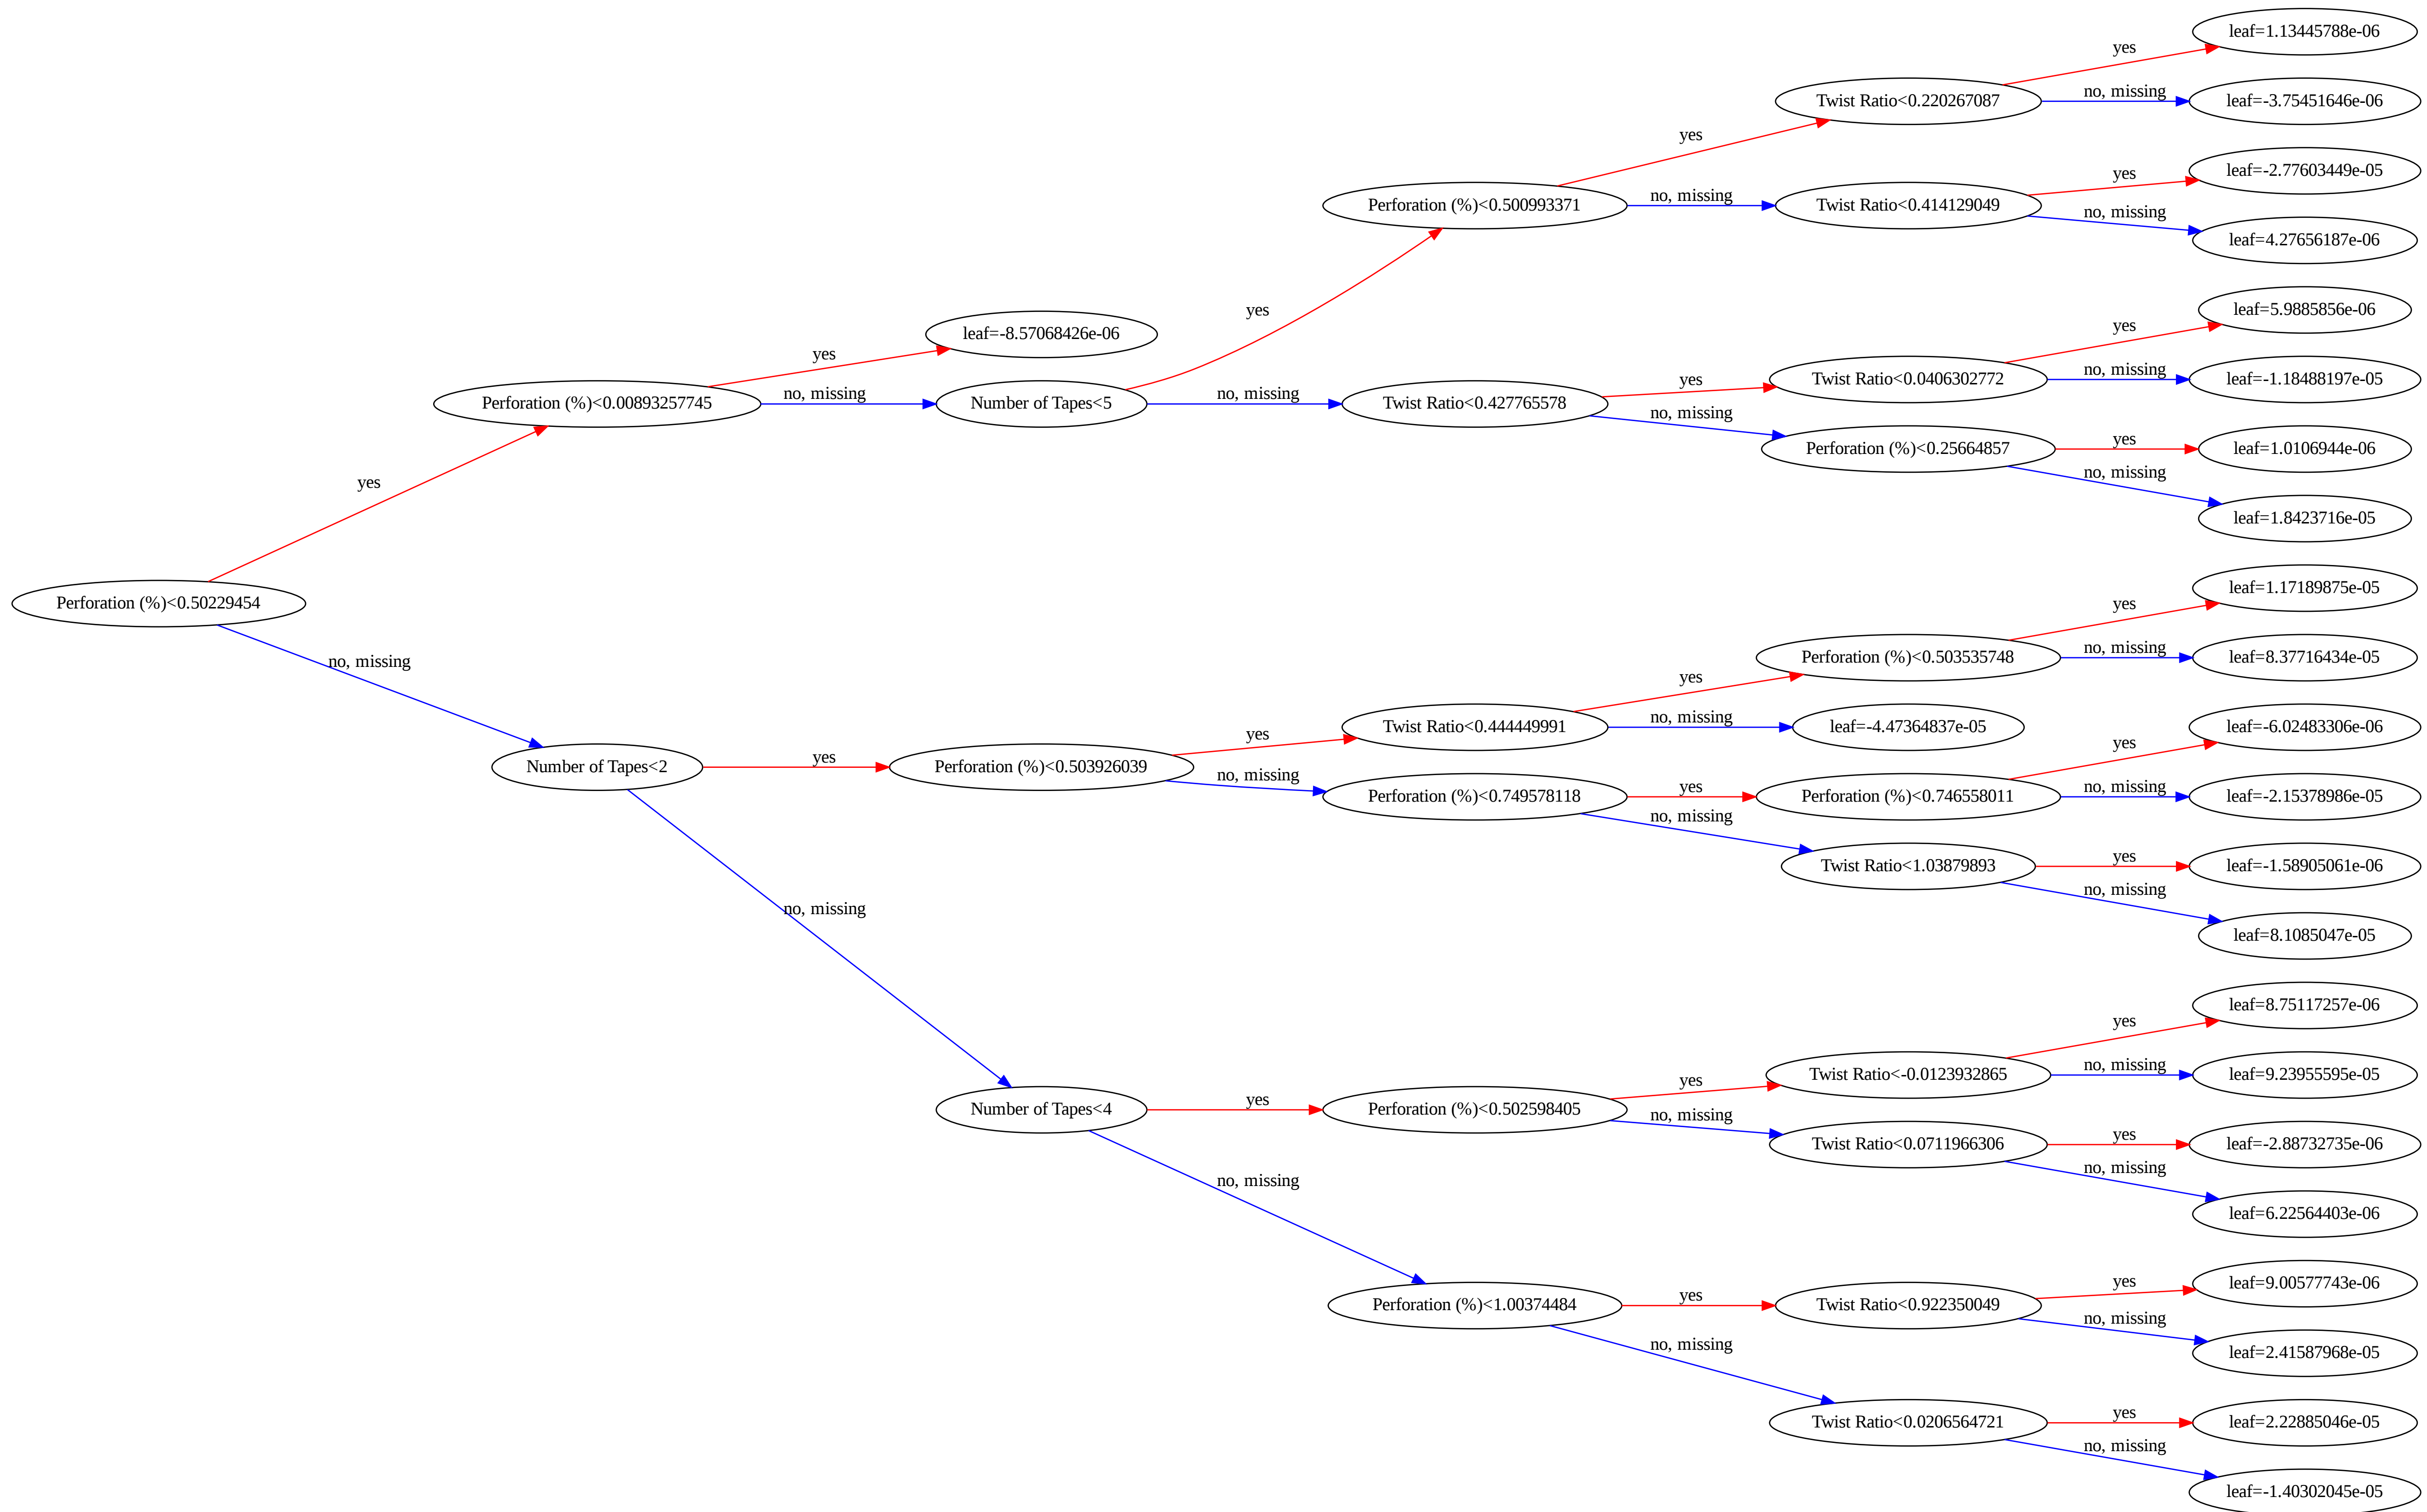 Perforation (%)<0.50229454
yes
no, missing
Perforation (%)<0.00893257745
yes
no, missing
Number of Tapes<2
yes
no, missing
leaf=-8.57068426e-06
Number of Tapes<5
yes
no, missing
Perforation (%)<0.503926039
yes
no, missing
Number of Tapes<4
yes
no, missing
Perforation (%)<0.500993371
yes
no, missing
Twist Ratio<0.427765578
yes
no, missing
Twist Ratio<0.444449991
yes
no, missing
Perforation (%)<0.749578118
yes
no, missing
Perforation (%)<0.502598405
yes
no, missing
Perforation (%)<1.00374484
yes
no, missing
Twist Ratio<0.220267087
yes
no, missing
Twist Ratio<0.414129049
yes
no, missing
Twist Ratio<0.0406302772
yes
no, missing
Perforation (%)<0.25664857
yes
no, missing
Perforation (%)<0.503535748
yes
no, missing
leaf=-4.47364837e-05
Perforation (%)<0.746558011
yes
no, missing
Twist Ratio<1.03879893
yes
no, missing
Twist Ratio<-0.0123932865
yes
no, missing
Twist Ratio<0.0711966306
yes
no, missing
Twist Ratio<0.922350049
yes
no, missing
Twist Ratio<0.0206564721
yes
no, missing
leaf=1.13445788e-06
leaf=-3.75451646e-06
leaf=-2.77603449e-05
leaf=4.27656187e-06
leaf=5.9885856e-06
leaf=-1.18488197e-05
leaf=1.0106944e-06
leaf=1.8423716e-05
leaf=1.17189875e-05
leaf=8.37716434e-05
leaf=-6.02483306e-06
leaf=-2.15378986e-05
leaf=-1.58905061e-06
leaf=8.1085047e-05
leaf=8.75117257e-06
leaf=9.23955595e-05
leaf=-2.88732735e-06
leaf=6.22564403e-06
leaf=9.00577743e-06
leaf=2.41587968e-05
leaf=2.22885046e-05
leaf=-1.40302045e-05